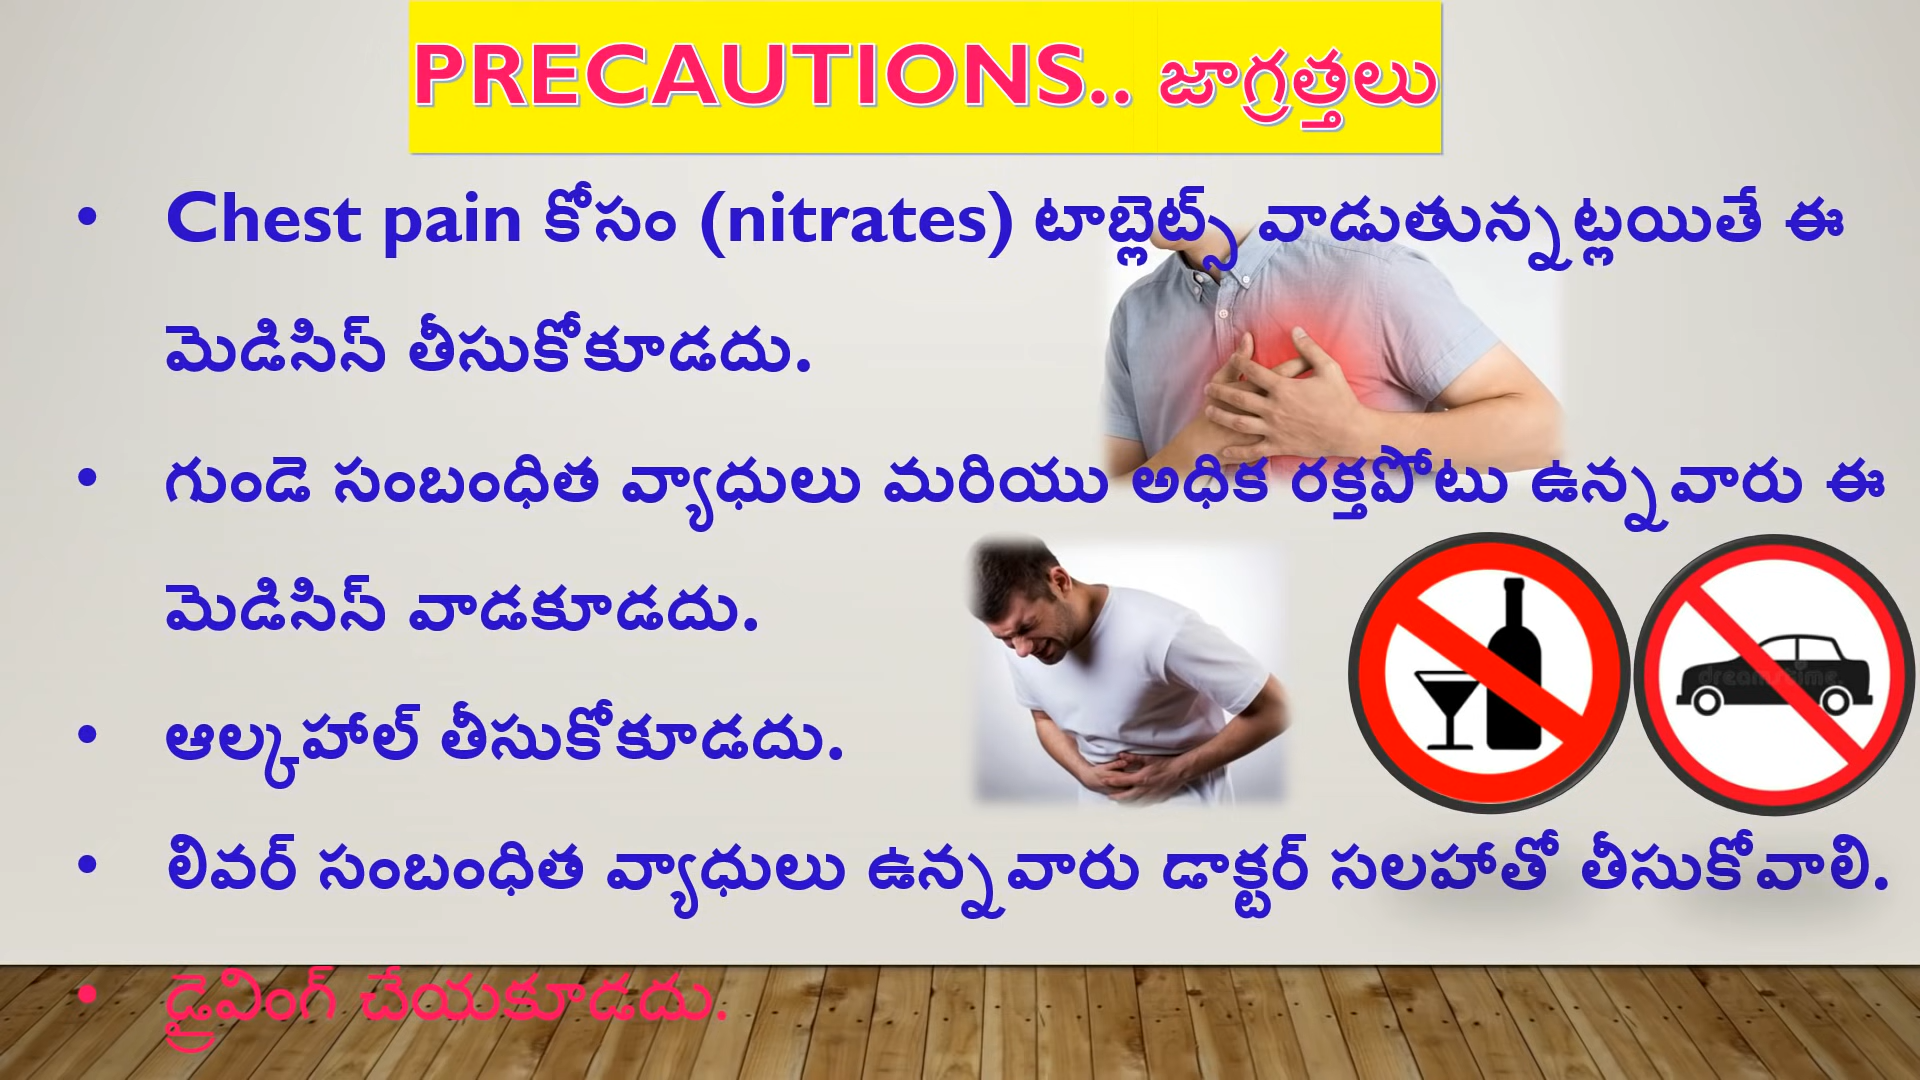 PRECAUTIONS.. జాగ్రత్తలు
• Chest pain కోసం (nitrates) టాబ్లెట్స్ వాడుతున్నట్లయితే ఈ
మెడిసిస్ తీసుకోకూడదు.
• గుండె సంబంధిత వ్యాధులు మరియు అధిక రక్తపోటు ఉన్నవారు ఈ
మెడిసిస్ వాడకూడదు.
dreamstime.
• ఆల్కహాల్ తీసుకోకూడదు.
• లివర్ సంబంధిత వ్యాధులు ఉన్నవారు డాక్టర్ సలహాతో తీసుకోవాలి.
• డ్రైవింగ్ చేయకూడదు.